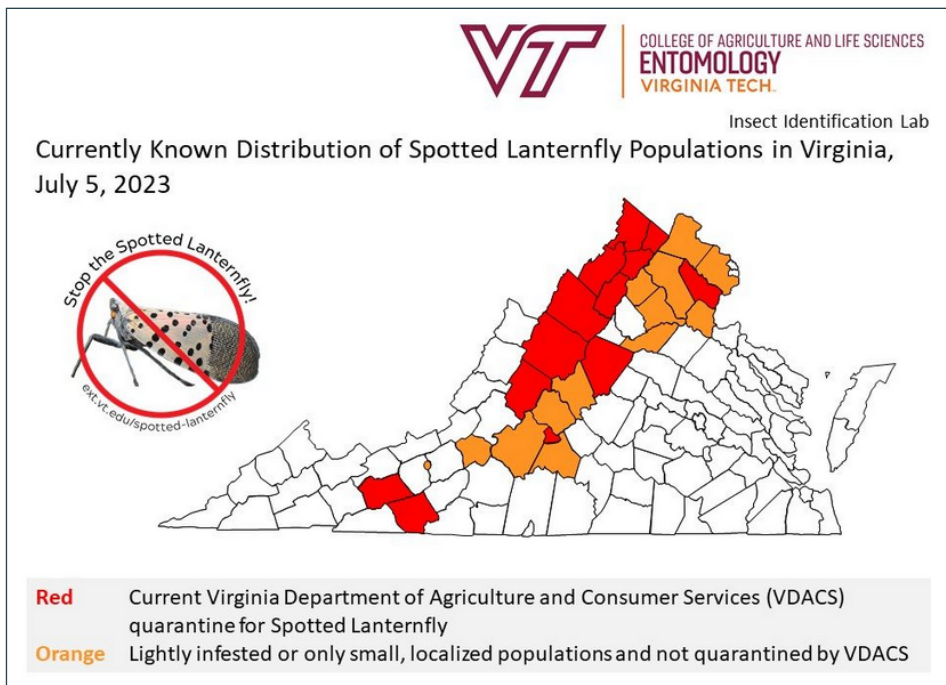 VT
COLLEGE OF AGRICULTURE AND LIFE SCIENCES
ENTOMOLOGY
VIRGINIA TECH.
Insect Identification Lab
Currently Known Distribution of Spotted Lanternfly Populations in Virginia,
July 5, 2023
Stop the Spotted Lanternfly!
ext.vt.edu/spotted-lanternfly
Red Current Virginia Department of Agriculture and Consumer Services (VDACS)
quarantine for Spotted Lanternfly
Orange Lightly infested or only small, localized populations and not quarantined by VDACS